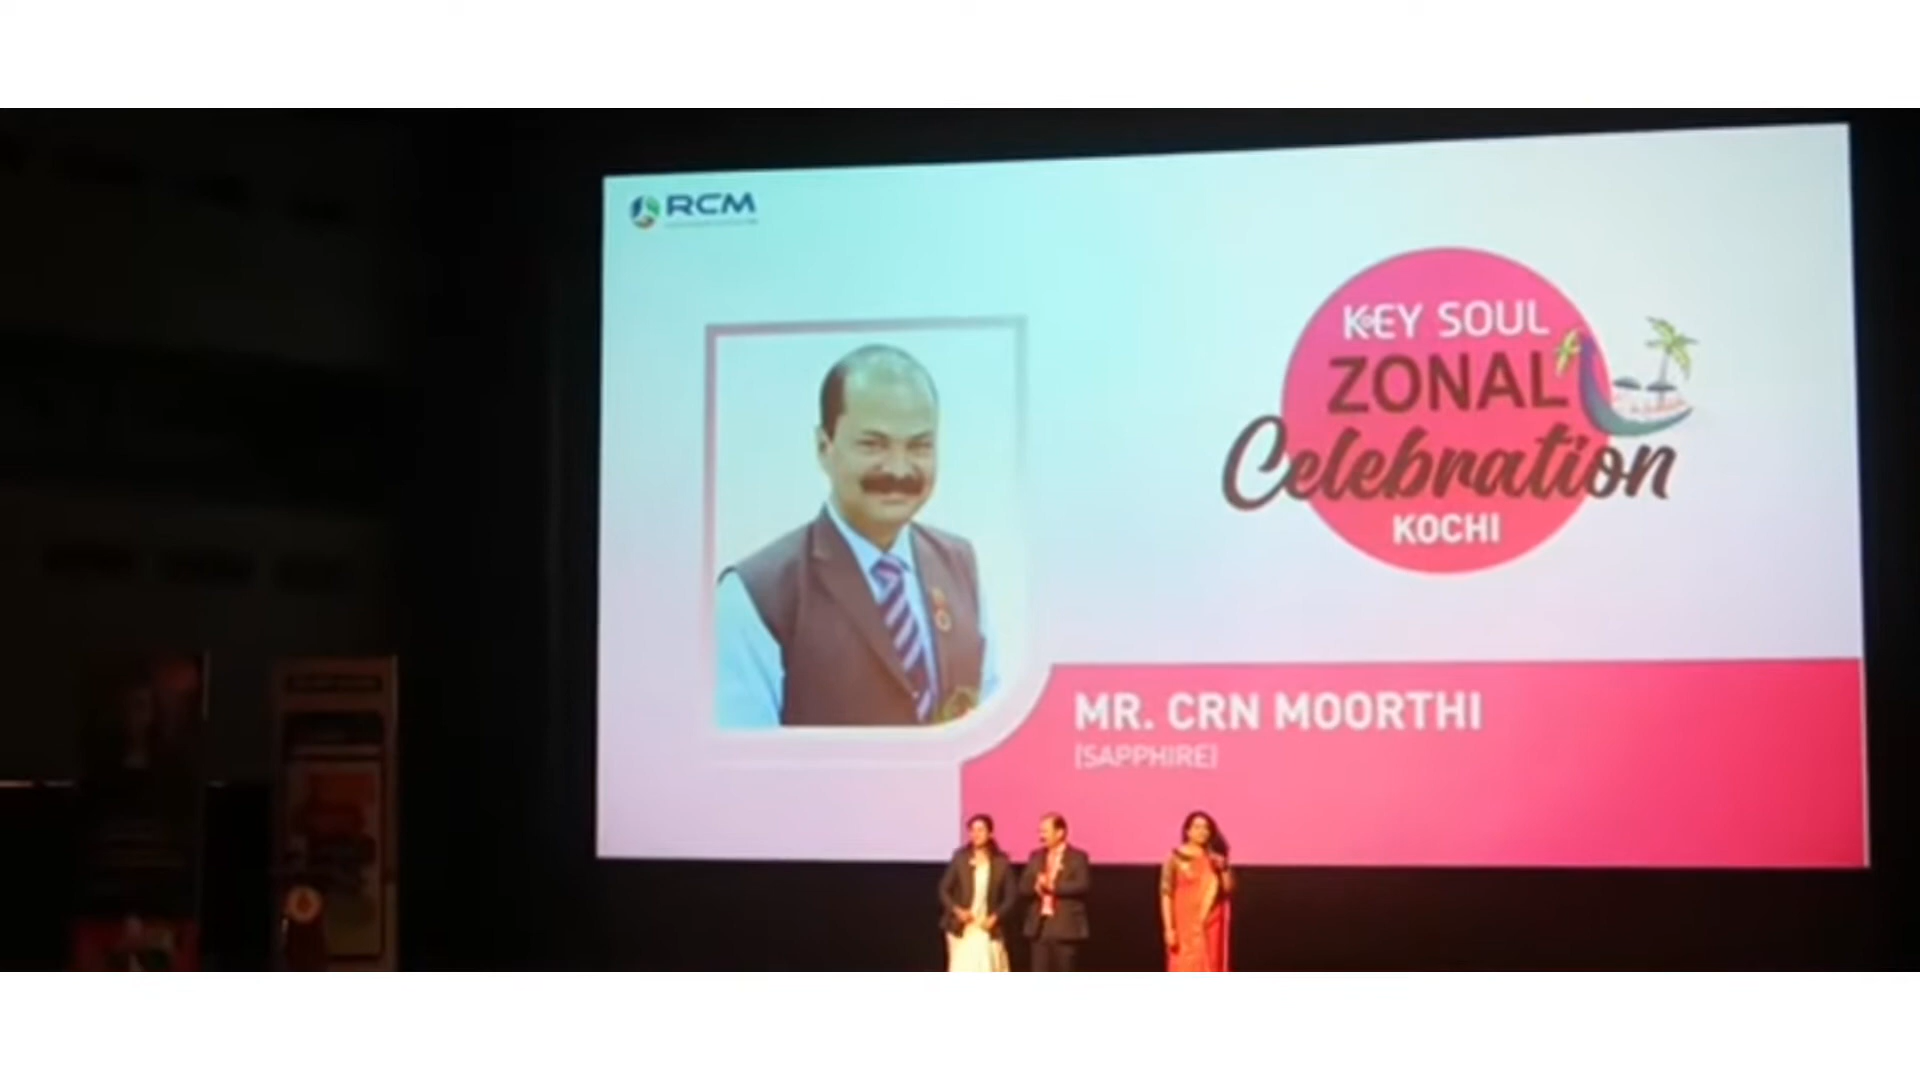 RCM
KEY SOUL
ZONAL
Celebration
KOCHI
MR. CRN MOORTHI
(SAPPHIRE)